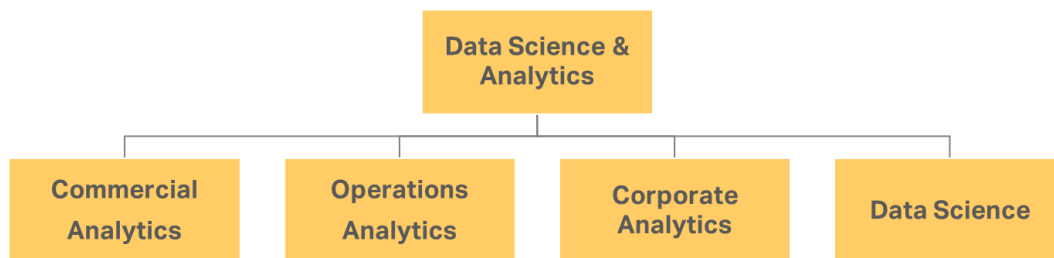 Data Science &
Analytics
Commercial
Analytics
Operations
Analytics
Corporate
Analytics
Data Science